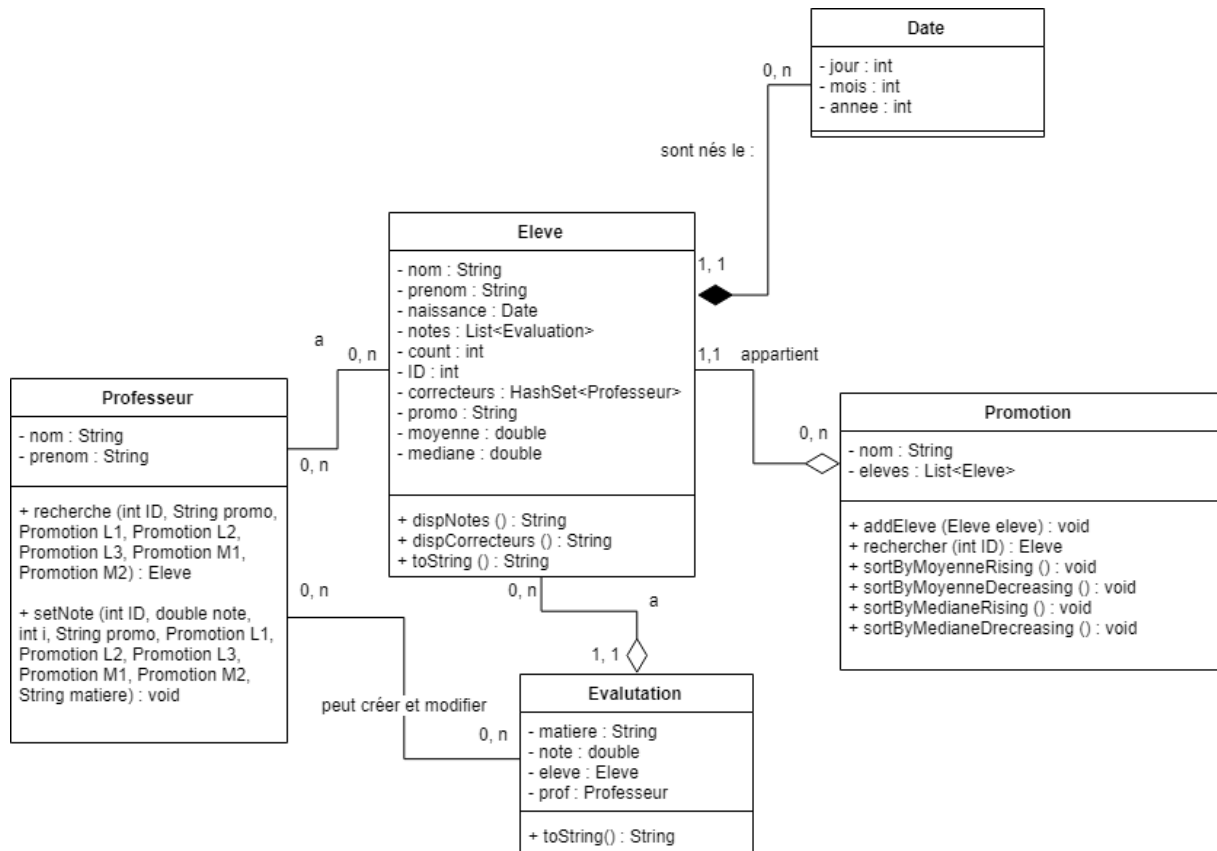 Date
- jour : int
- mois : int
- annee : int
0, n
sont nés le :
Eleve
- nom : String
- prenom : String
- naissance : Date
- notes : List<Evaluation>
- count : int
- ID : int
- correcteurs : HashSet<Professeur>
- promo : String
- moyenne : double
- mediane : double
+ dispNotes () : String
+ dispCorrecteurs () : String
+ toString () : String
1, 1
1,1
appartient
a
0, n
Professeur
- nom : String
- prenom : String
0, n
+ recherche (int ID, String promo,
Promotion L1, Promotion L2,
Promotion L3, Promotion M1,
Promotion M2) : Eleve
+ setNote (int ID, double note,
int i, String promo, Promotion L1,
Promotion L2, Promotion L3,
Promotion M1, Promotion M2,
String matiere) : void
0, n
Promotion
- nom : String
- eleves : List<Eleve>
+ addEleve (Eleve eleve) : void
+ rechercher (int ID) : Eleve
+ sortByMoyenneRising () : void
+ sortByMoyenneDecreasing () : void
+ sortByMedianeRising () : void
+ sortByMedianeDrecreasing () : void
0, n
0, n
a
1, 1
peut créer et modifier
0, n
Evalutation
- matiere : String
- note : double
- eleve : Eleve
- prof : Professeur
+ toString() : String